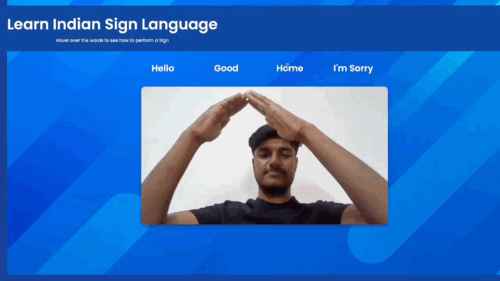 Learn Indian Sign Language
Hover over the words to see how to perform a Sign
Hello Good Home I'm Sorry